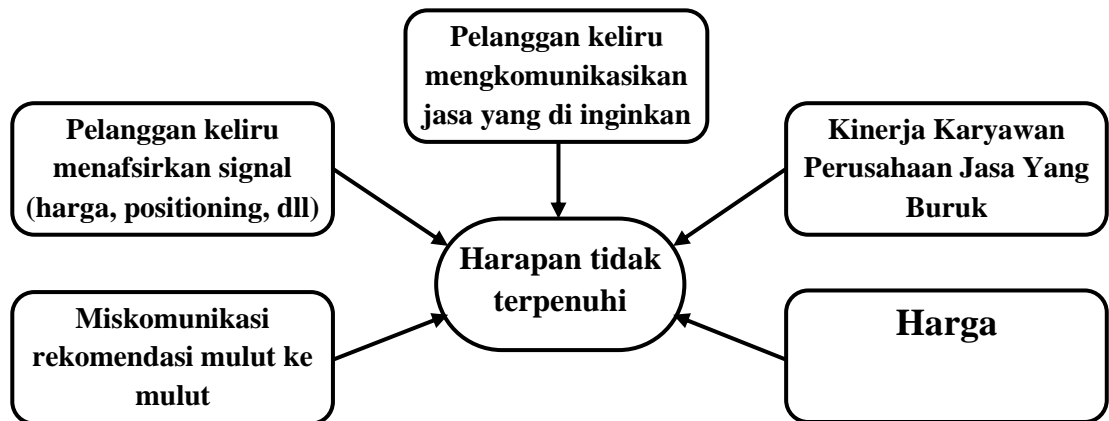 Pelanggan keliru
mengkomunikasikan
jasa yang di inginkan
Pelanggan keliru
menafsirkan signal
(harga, positioning, dll)
Kinerja Karyawan
Perusahaan Jasa Yang
Buruk
Harapan tidak
terpenuhi
Miskomunikasi
rekomendasi mulut ke
mulut
Harga